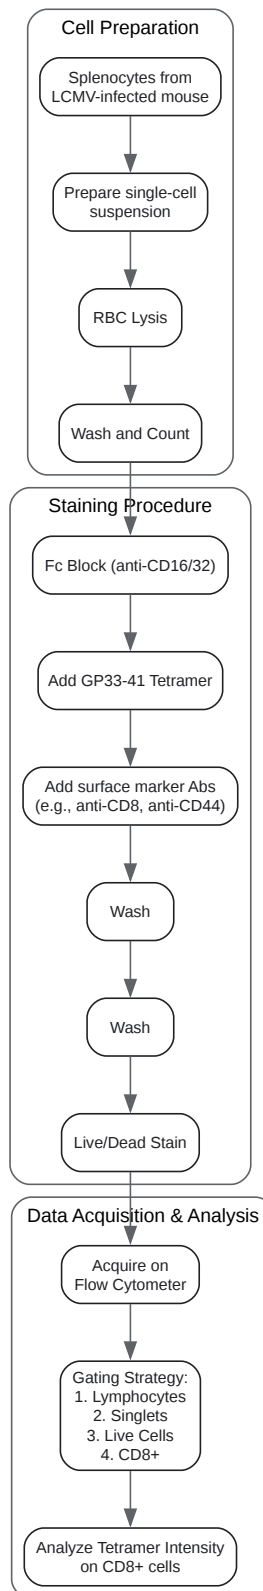 Cell Preparation
Splenocytes from
LCMV-infected mouse
Prepare single-cell
suspension
RBC Lysis
Wash and Count
Staining Procedure
Fc Block (anti-CD16/32)
Add GP33-41 Tetramer
Add surface marker Abs
(e.g., anti-CD8, anti-CD44)
Wash
Wash
Live/Dead Stain
Data Acquisition & Analysis
Acquire on
Flow Cytometer
Gating Strategy:
1. Lymphocytes
2. Singlets
3. Live Cells
4. CD8+
Analyze Tetramer Intensity
on CD8+ cells